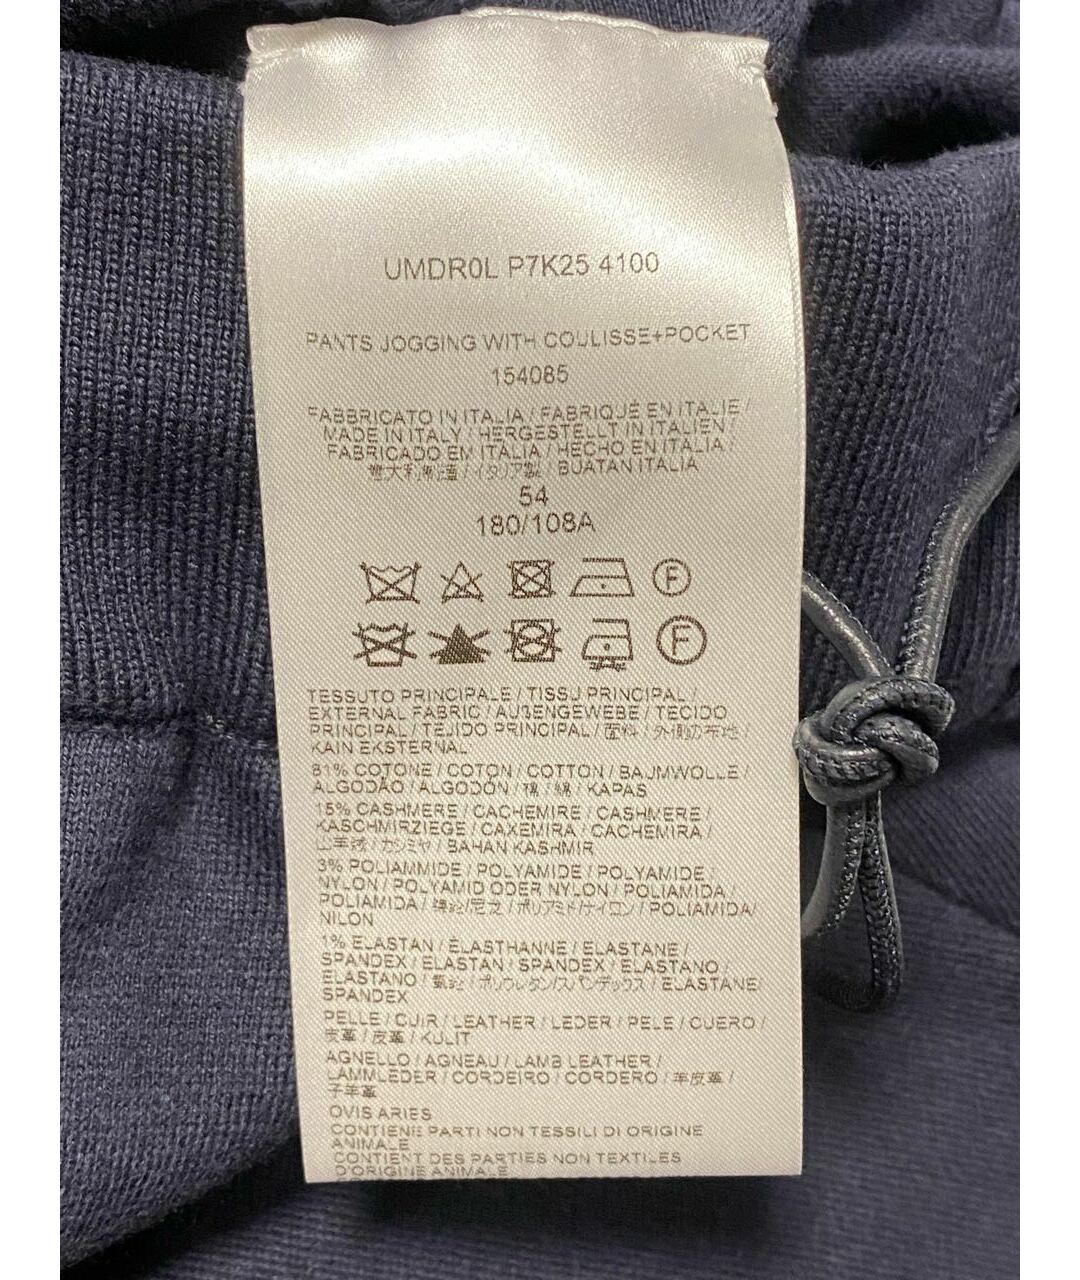 UMDR0L P7K25 4100
PANTS JOGGING WITH COULISSE+POCKET
154085
FABBRICATO IN ITALIA / FABRIQUÉ EN ITALIE /
MADE IN ITALY / HERGESTELLT IN ITALIEN /
FABRICADO EM ITALIA / HECHO EN ITALIA /
意大利制造 / イタリア製 / BUATAN ITALIA
54
180/108A
F
F
TESSUTO PRINCIPALE / TISSU PRINCIPAL /
EXTERNAL FABRIC / AUßENGEWEBE / TECIDO
PRINCIPAL / TEJIDO PRINCIPAL / 面料 / 外側の布地 /
KAIN EKSTERNAL
81% COTONE / COTON / COTTON / BAUMWOLLE /
ALGODÃO / ALGODÓN / 棉 / 綿 / KAPAS
15% CASHMERE / CACHEMIRE / CASHMERE /
KASCHMIRZIEGE / CAXEMIRA / CACHEMIRA /
山羊绒 / カシミヤ / BAHAN KASHMIR
3% POLIAMMIDE / POLYAMIDE / POLYAMIDE
NYLON / POLYAMID ODER NYLON / POLIAMIDA /
POLIAMIDA / 锦纶/尼龙 / ポリアミド/ナイロン / POLIAMIDA/
NILON
1% ELASTAN / ÉLASTHANNE / ELASTANE /
SPANDEX / ELASTAN / SPANDEX / ELASTANO /
ELASTANO / 氨纶 / ポリウレタン/スパンデックス / ELASTANE/
SPANDEX
PELLE / CUIR / LEATHER / LEDER / PELE / CUERO /
皮革 / 皮革 / KULIT
AGNELLO / AGNEAU / LAMB LEATHER /
LAMMLEDER / CORDEIRO / CORDERO / 羊皮革 /
子羊革
OVIS ARIES
CONTIENE PARTI NON TESSILI DI ORIGINE
ANIMALE
CONTIENT DES PARTIES NON TEXTILES
D'ORIGINE ANIMALE